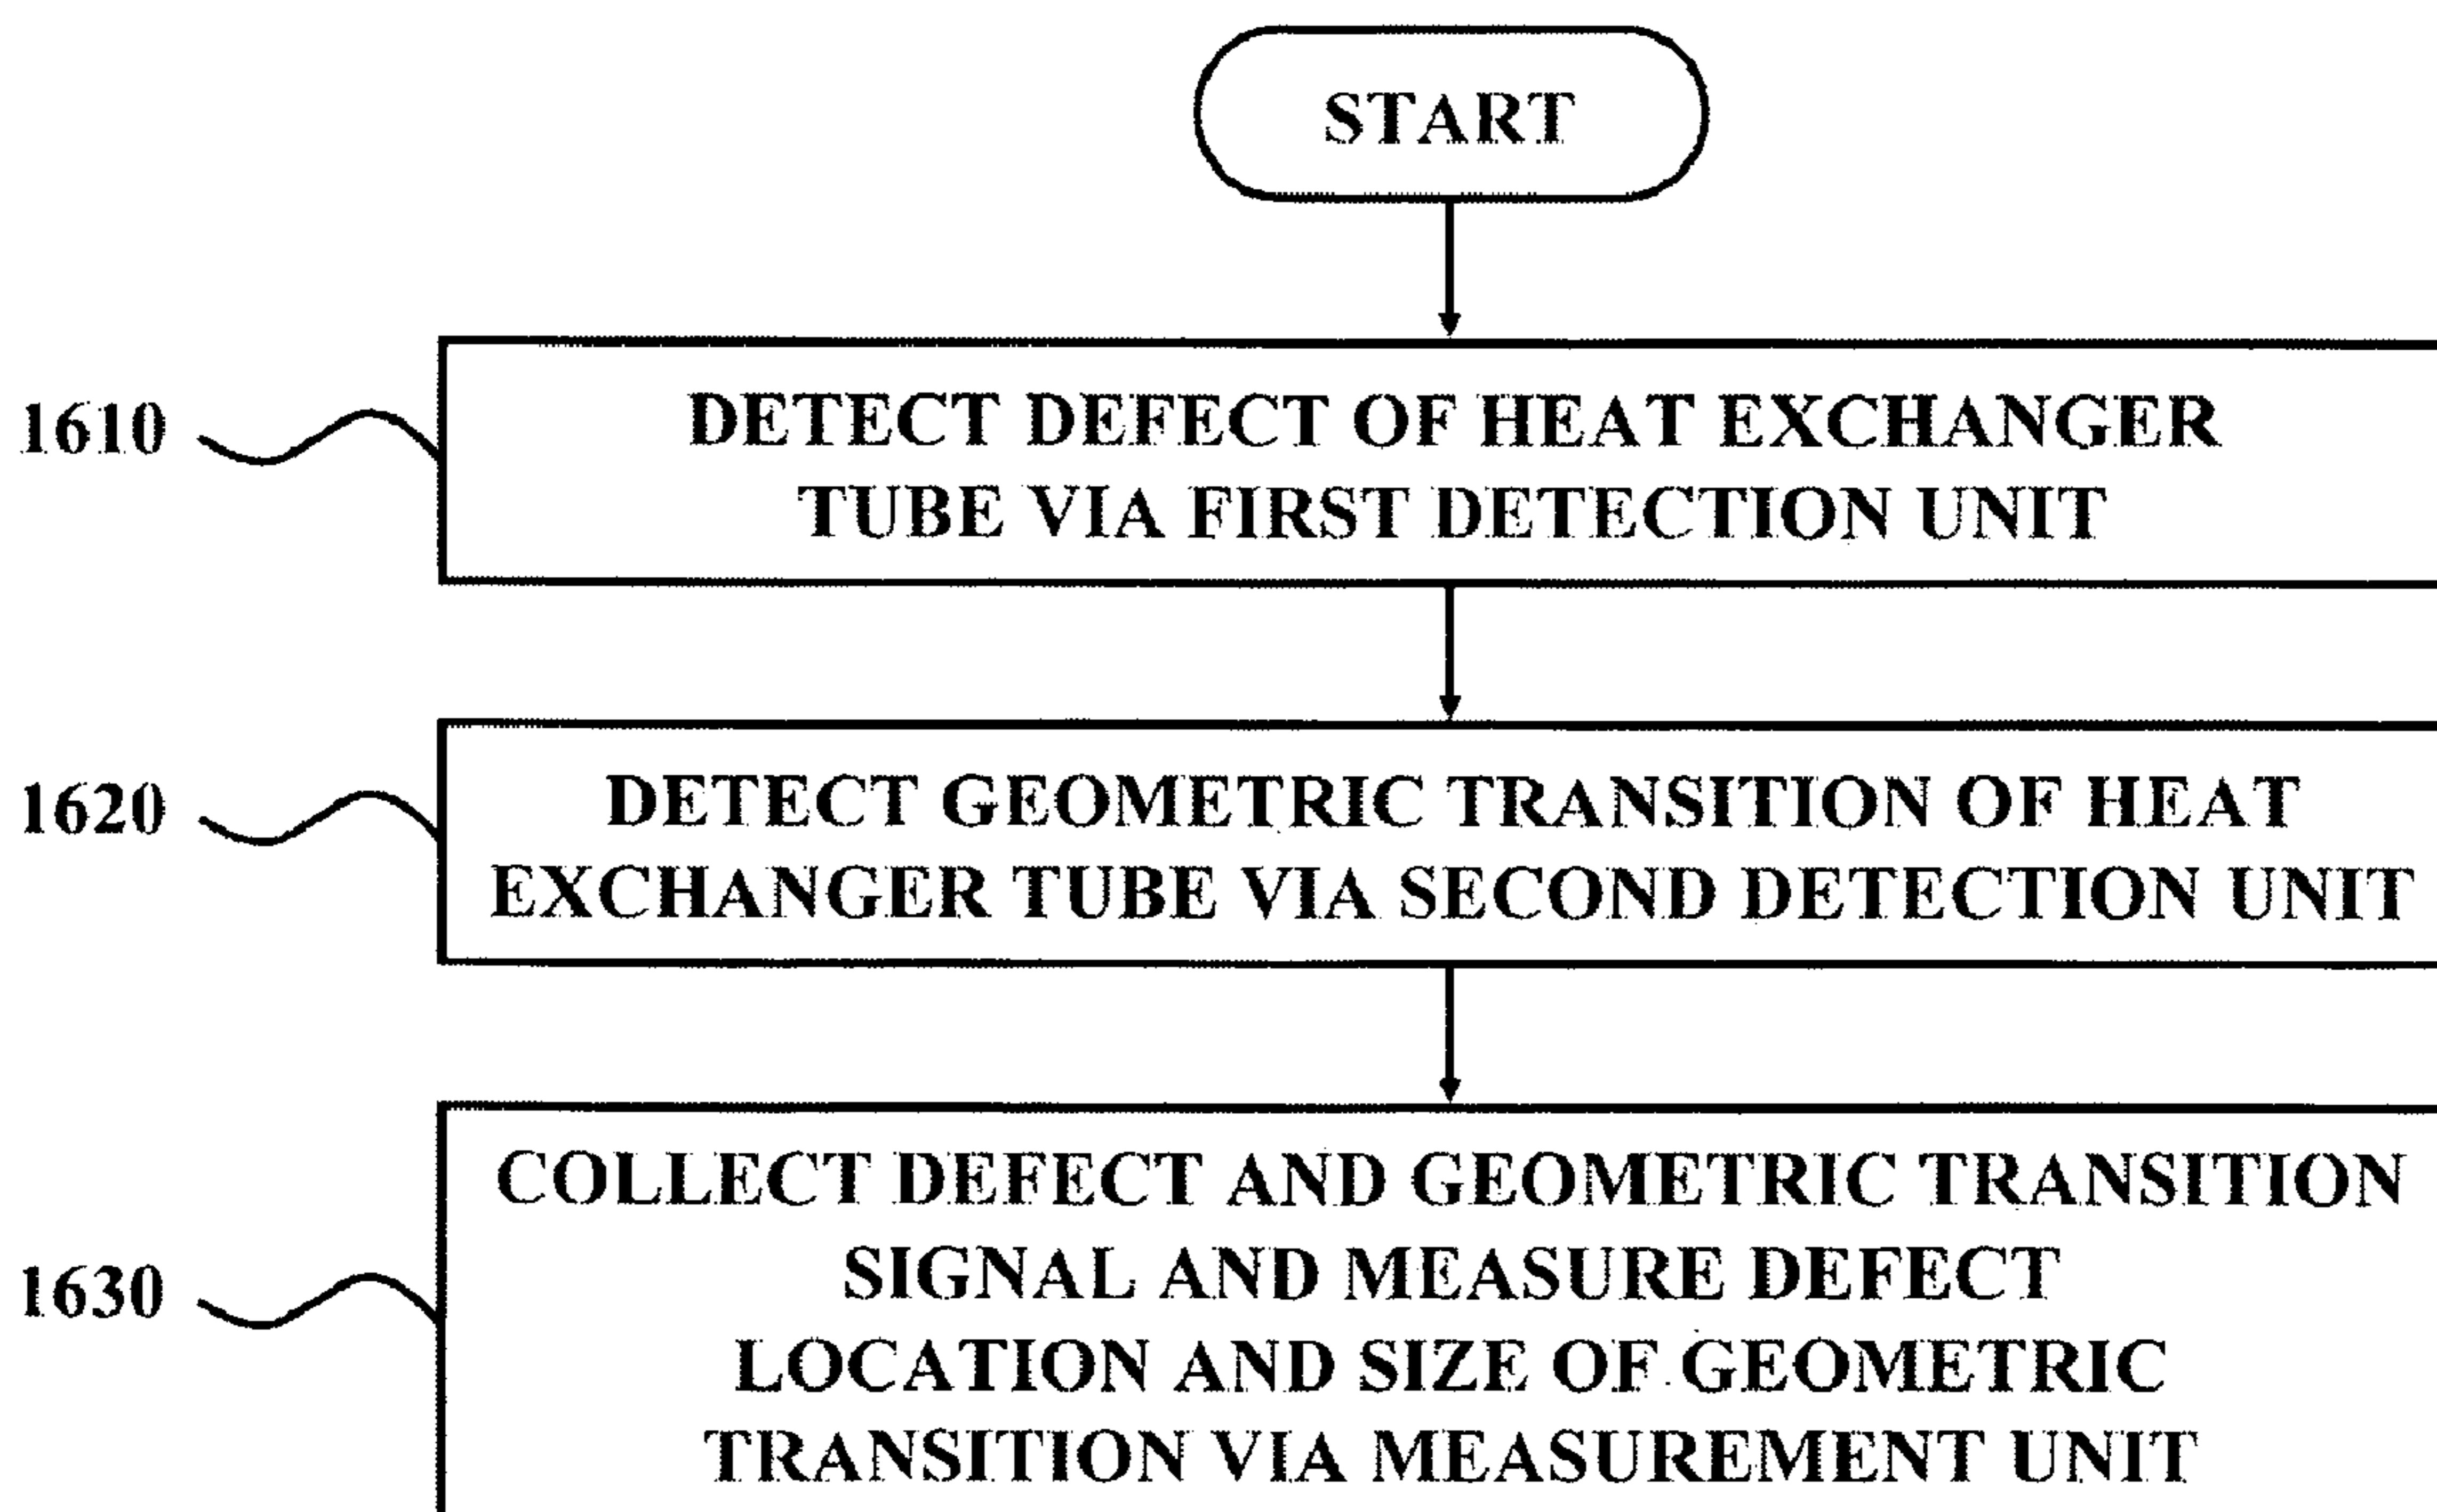 START
1610
DETECT DEFECT OF HEAT EXCHANGER
TUBE VIA FIRST DETECTION UNIT
1620
DETECT GEOMETRIC TRANSITION OF HEAT
EXCHANGER TUBE VIA SECOND DETECTION UNIT
1630
COLLECT DEFECT AND GEOMETRIC TRANSITION
SIGNAL AND MEASURE DEFECT
LOCATION AND SIZE OF GEOMETRIC
TRANSITION VIA MEASUREMENT UNIT